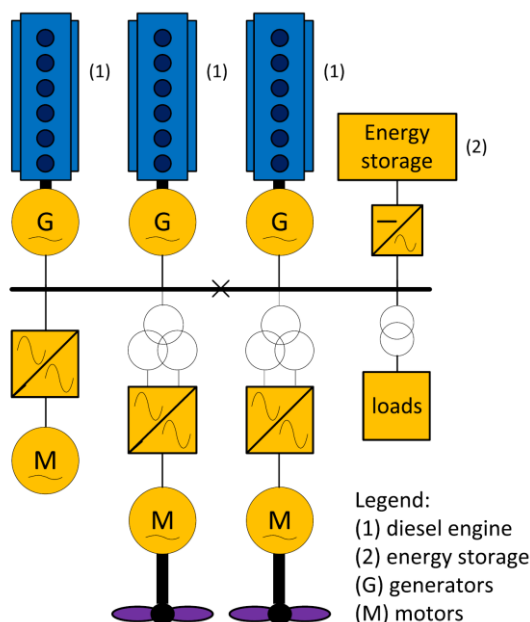 (1)
(1)
(1)
Energy
storage
(2)
G
G
G
loads
M
M
M
Legend:
(1) diesel engine
(2) energy storage
(G) generators
(M) motors